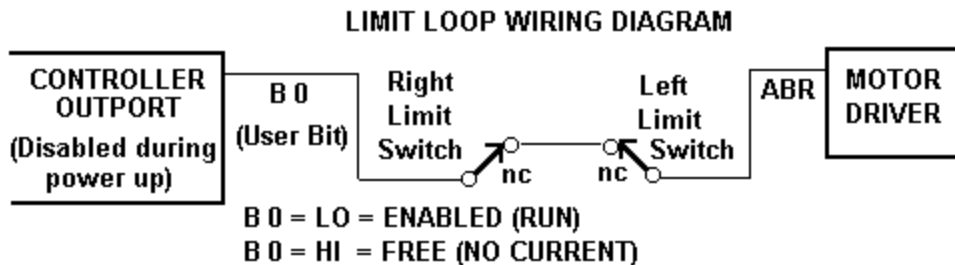 LIMIT LOOP WIRING DIAGRAM
CONTROLLER
OUTPORT
(Disabled during
power up)
B 0
(User Bit)
Right
Limit
Switch
nc
nc
Left
Limit
Switch
ABR
MOTOR
DRIVER
B 0 = LO = ENABLED (RUN)
B 0 = HI = FREE (NO CURRENT)